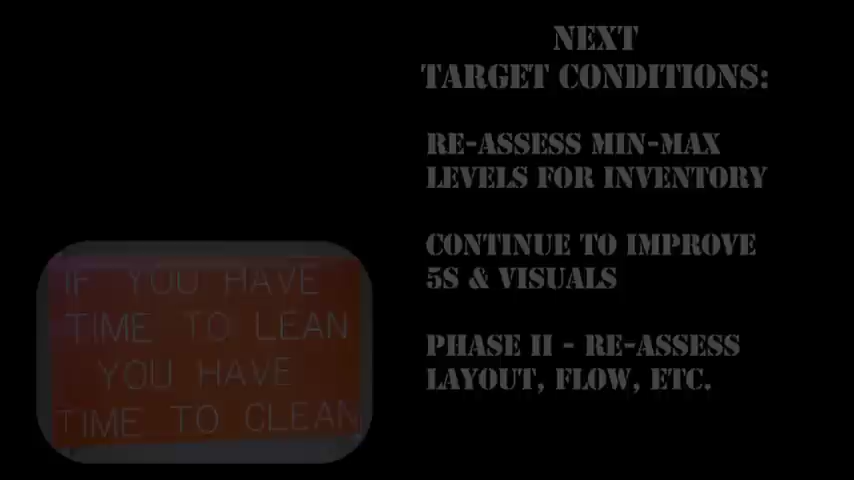 NEXT
TARGET CONDITIONS:
RE-ASSESS MIN-MAX
LEVELS FOR INVENTORY
CONTINUE TO IMPROVE
5S & VISUALS
PHASE II - RE-ASSESS
LAYOUT, FLOW, ETC.
IF YOU HAVE
TIME TO LEAN
YOU HAVE
TIME TO CLEAN